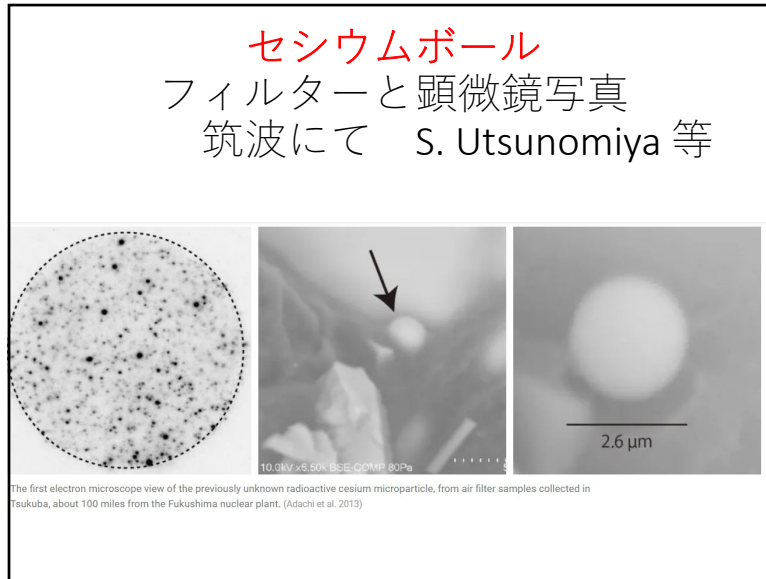 セシウムボール
フィルターと顕微鏡写真
筑波にて　S. Utsunomiya 等
10.0kV x6.50k BSE-COMP 80Pa
2.6 μm
The first electron microscope view of the previously unknown radioactive cesium microparticle, from air filter samples collected in
Tsukuba, about 100 miles from the Fukushima nuclear plant. (Adachi et al. 2013)